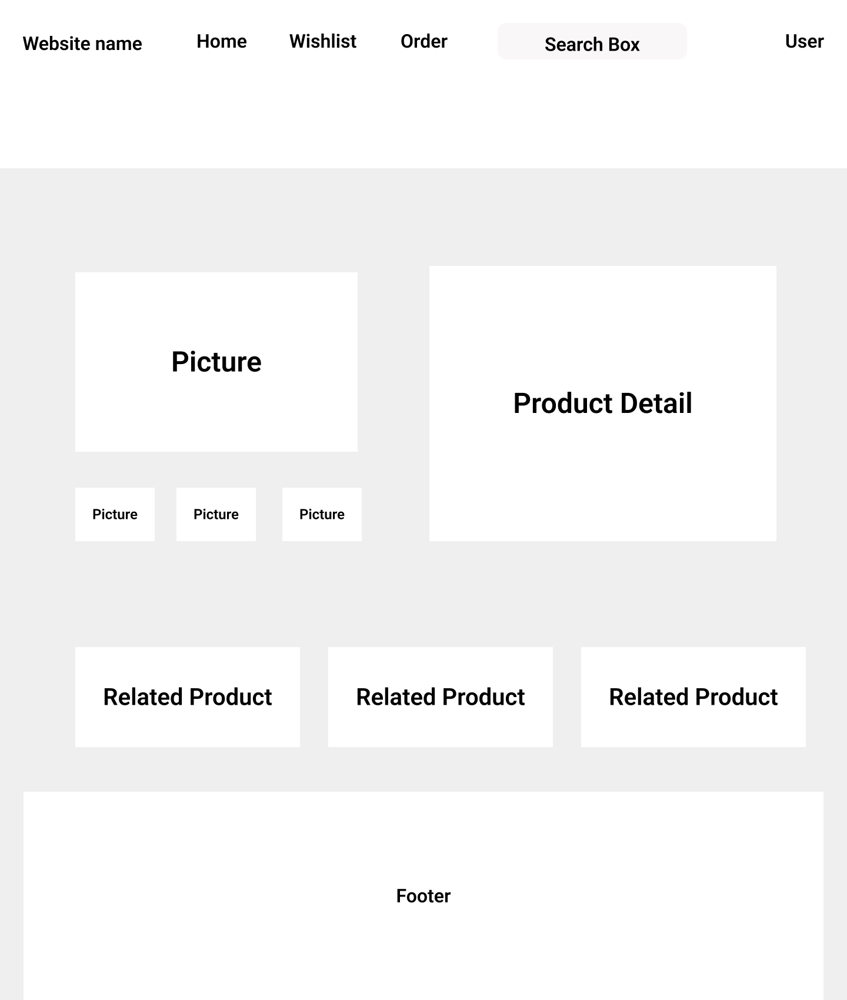 Website name
Home
Wishlist
Order
Search Box
User
Picture
Product Detail
Picture
Picture
Picture
Related Product
Related Product
Related Product
Footer